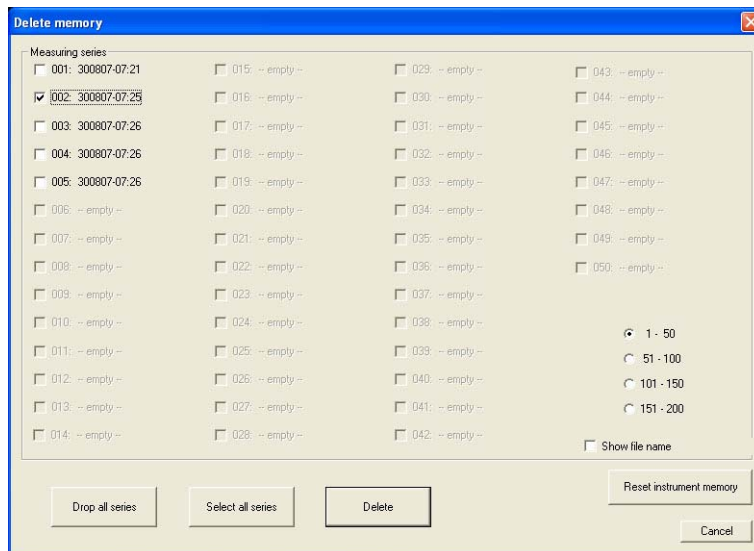 Delete memory
Measuring series
001: 300807-07:21
002: 300807-07:25
003: 300807-07:26
004: 300807-07:26
005: 300807-07:26
006: -- empty --
007: -- empty --
008: -- empty --
009: -- empty --
010: -- empty --
011: -- empty --
012: -- empty --
013: -- empty --
014: -- empty --
015: -- empty --
016: -- empty --
017: -- empty --
018: -- empty --
019: -- empty --
020: -- empty --
021: -- empty --
022: -- empty --
023: -- empty --
024: -- empty --
025: -- empty --
026: -- empty --
027: -- empty --
028: -- empty --
029: -- empty --
030: -- empty --
031: -- empty --
032: -- empty --
033: -- empty --
034: -- empty --
035: -- empty --
036: -- empty --
037: -- empty --
038: -- empty --
039: -- empty --
040: -- empty --
041: -- empty --
042: -- empty --
043: -- empty --
044: -- empty --
045: -- empty --
046: -- empty --
047: -- empty --
048: -- empty --
049: -- empty --
050: -- empty --
1 - 50
51 - 100
101 - 150
151 - 200
Show file name
Drop all series
Select all series
Delete
Reset instrument memory
Cancel